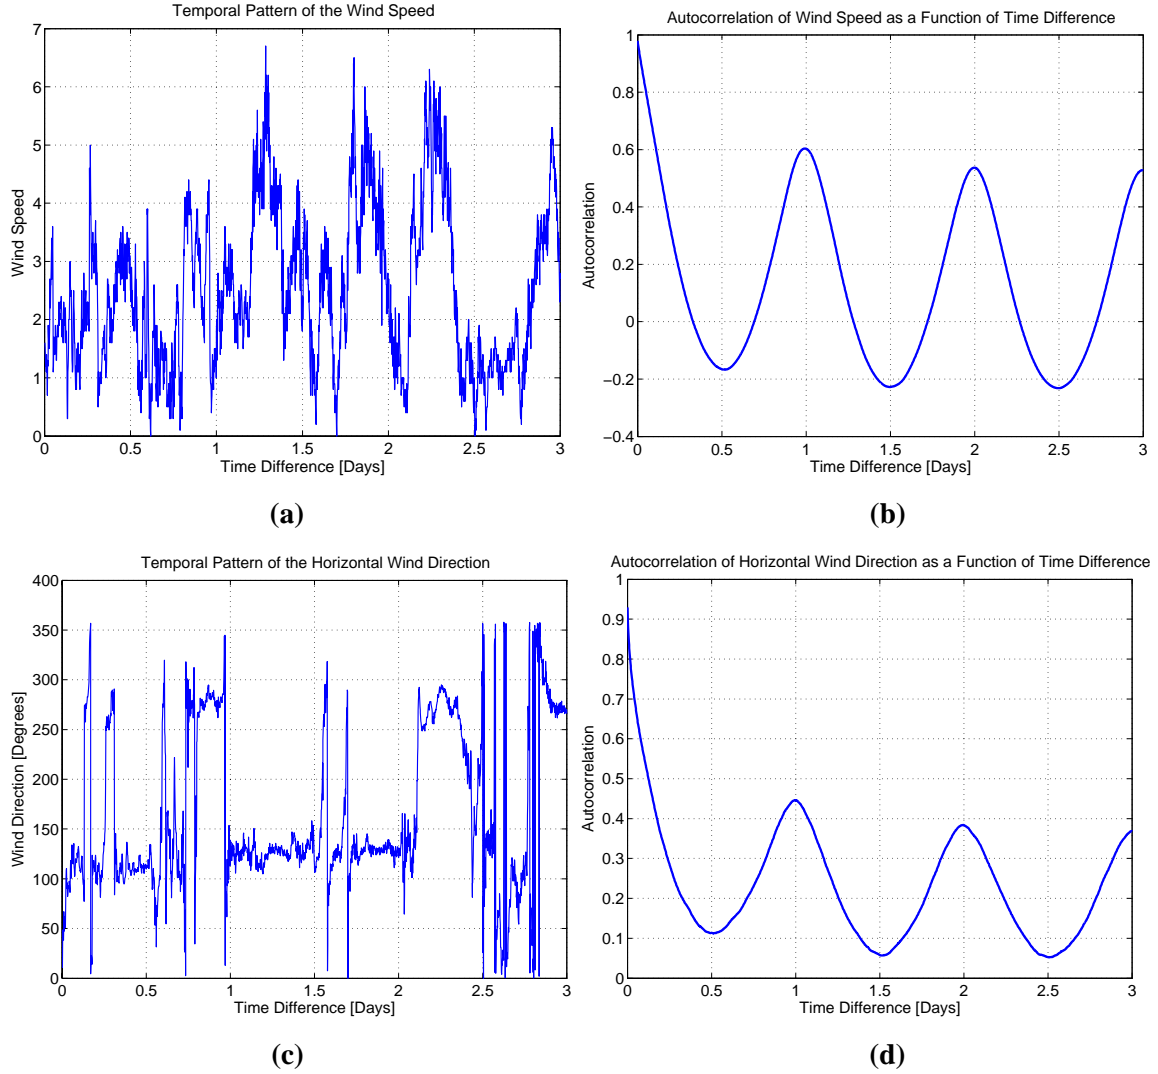 Temporal Pattern of the Wind Speed
7
6
5
4
3
2
1
0
0 0.5 1 1.5 2 2.5 3
Wind Speed
Time Difference [Days]
(a)
Autocorrelation of Wind Speed as a Function of Time Difference
1
0.8
0.6
0.4
0.2
0
−0.2
−0.4
0 0.5 1 1.5 2 2.5 3
Autocorrelation
Time Difference [Days]
(b)
Temporal Pattern of the Horizontal Wind Direction
400
350
300
250
200
150
100
50
0
0 0.5 1 1.5 2 2.5 3
Wind Direction [Degrees]
Time Difference [Days]
(c)
Autocorrelation of Horizontal Wind Direction as a Function of Time Difference
1
0.9
0.8
0.7
0.6
0.5
0.4
0.3
0.2
0.1
0
0 0.5 1 1.5 2 2.5 3
Autocorrelation
Time Difference [Days]
(d)